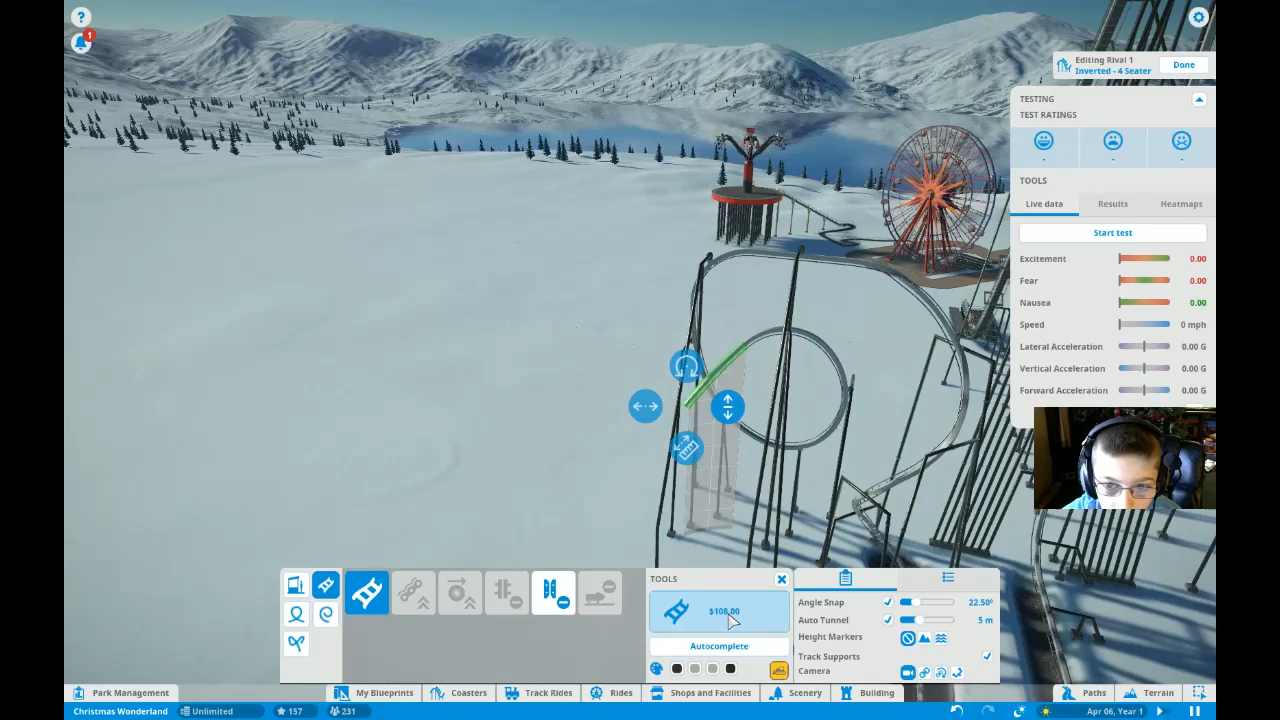 ?
1
Editing Rival 1
Inverted - 4 Seater
Done
TESTING
TEST RATINGS
- - -
TOOLS
Live data Results Heatmaps
Start test
Excitement 0.00
Fear 0.00
Nausea 0.00
Speed 0 mph
Lateral Acceleration 0.00 G
Vertical Acceleration 0.00 G
Forward Acceleration 0.00 G
TOOLS
$108.00
Autocomplete
Angle Snap 22.50º
Auto Tunnel 5 m
Height Markers
Track Supports
Camera
Park Management My Blueprints Coasters Track Rides Rides Shops and Facilities Scenery Building Paths Terrain
Christmas Wonderland Unlimited 157 231 Apr 06, Year 1